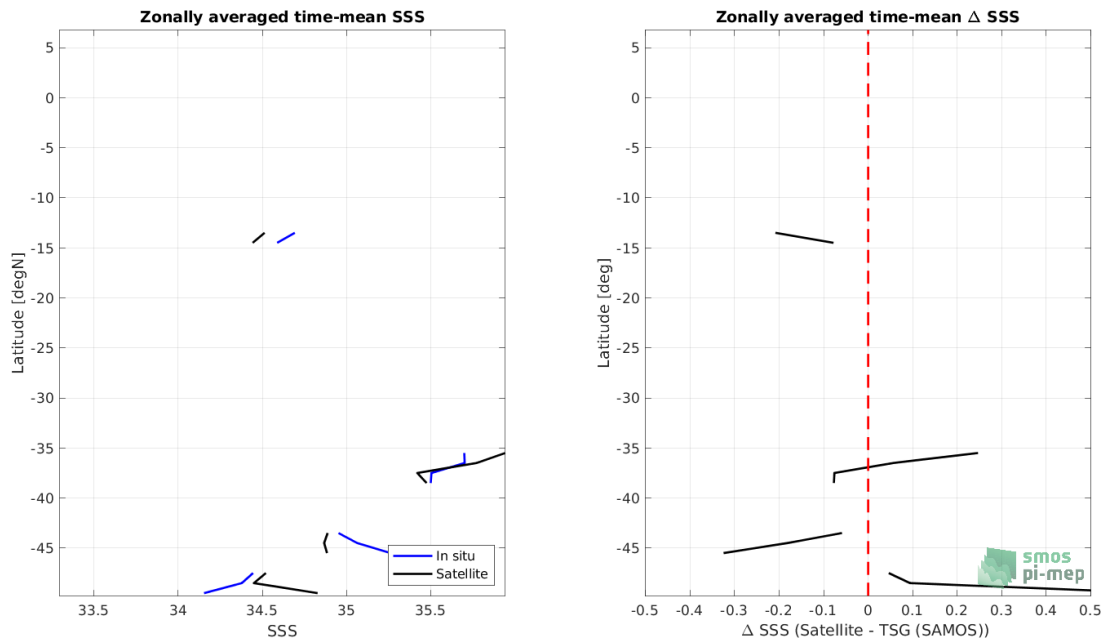 Zonally averaged time-mean SSS
Latitude [degN]
5
0
-5
-10
-15
-20
-25
-30
-35
-40
-45
33.5 34 34.5 35 35.5
SSS
In situ
Satellite
Zonally averaged time-mean Δ SSS
Latitude [deg]
5
0
-5
-10
-15
-20
-25
-30
-35
-40
-45
-0.5 -0.4 -0.3 -0.2 -0.1 0 0.1 0.2 0.3 0.4 0.5
Δ SSS (Satellite - TSG (SAMOS))
smos
pi-mep